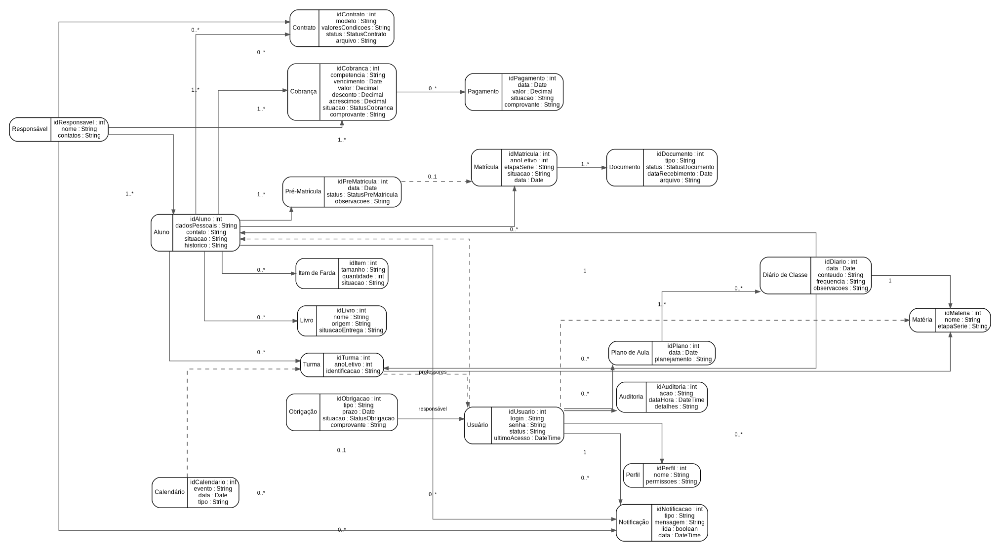 Contrato
idContrato : int
modelo : String
valoresCondicoes : String
status : StatusContrato
arquivo : String
0..*
0..*
Cobrança
idCobranca : int
competencia : String
vencimento : Date
valor : Decimal
desconto : Decimal
acrescimos : Decimal
situacao : StatusCobranca
comprovante : String
0..*
Pagamento
idPagamento : int
data : Date
valor : Decimal
situacao : String
comprovante : String
1..*
1..*
Responsável
idResponsavel : int
nome : String
contatos : String
1..*
Matrícula
idMatricula : int
anoLetivo : int
etapaSerie : String
situacao : String
data : Date
1..*
Documento
idDocumento : int
tipo : String
status : StatusDocumento
dataRecebimento : Date
arquivo : String
Pré-Matrícula
idPreMatricula : int
data : Date
status : StatusPreMatricula
observacoes : String
0..1
1..*
1..*
Aluno
idAluno : int
dadosPessoais : String
contato : String
situacao : String
historico : String
0..*
Item de Farda
idItem : int
tamanho : String
quantidade : int
situacao : String
0..*
1
Diário de Classe
idDiario : int
data : Date
conteudo : String
frequencia : String
observacoes : String
1
0..*
1..*
Livro
idLivro : int
nome : String
origem : String
situacaoEntrega : String
0..*
Matéria
idMateria : int
nome : String
etapaSerie : String
0..*
Turma
idTurma : int
anoLetivo : int
identificacao : String
professores
0..*
Plano de Aula
idPlano : int
data : Date
planejamento : String
0..*
Auditoria
idAuditoria : int
acao : String
dataHora : DateTime
detalhes : String
Obrigação
idObrigacao : int
tipo : String
prazo : Date
situacao : StatusObrigacao
comprovante : String
responsável
Usuário
idUsuario : int
login : String
senha : String
status : String
ultimoAcesso : DateTime
0..*
0..1
1
Perfil
idPerfil : int
nome : String
permissoes : String
0..*
Calendário
idCalendario : int
evento : String
data : Date
tipo : String
0..*
0..*
Notificação
idNotificacao : int
tipo : String
mensagem : String
lida : boolean
data : DateTime
0..*